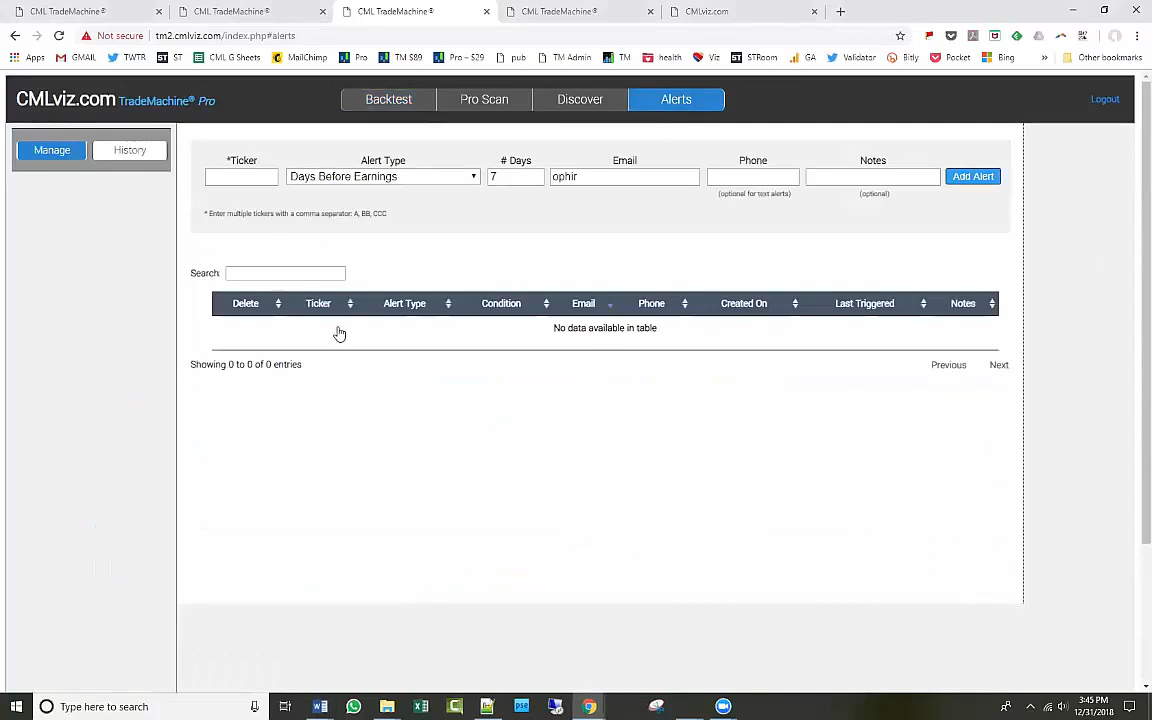 CML TradeMachine®
CML TradeMachine®
CML TradeMachine®
CML TradeMachine®
CMLviz.com
Not secure
tm2.cmlviz.com/index.php#alerts
Apps
GMAIL
TWTR
ST
ST
CML G Sheets
MailChimp
Pro
TM $89
Pro – $29
pub
TM Admin
TM
health
Viz
ST
STRoom
GA
Validator
Bitly
Pocket
Bing
»
Other bookmarks
CMLviz.com TradeMachine® Pro
Backtest
Pro Scan
Discover
Alerts
Logout
Manage
History
*Ticker
Alert Type
# Days
Email
Phone
Notes
Days Before Earnings
7
ophir
Add Alert
(optional for text alerts)
(optional)
* Enter multiple tickers with a comma separator: A, BB, CCC
Search:
Delete
Ticker
Alert Type
Condition
Email
Phone
Created On
Last Triggered
Notes
No data available in table
Showing 0 to 0 of 0 entries
Previous
Next
Type here to search
3:45 PM
12/31/2018